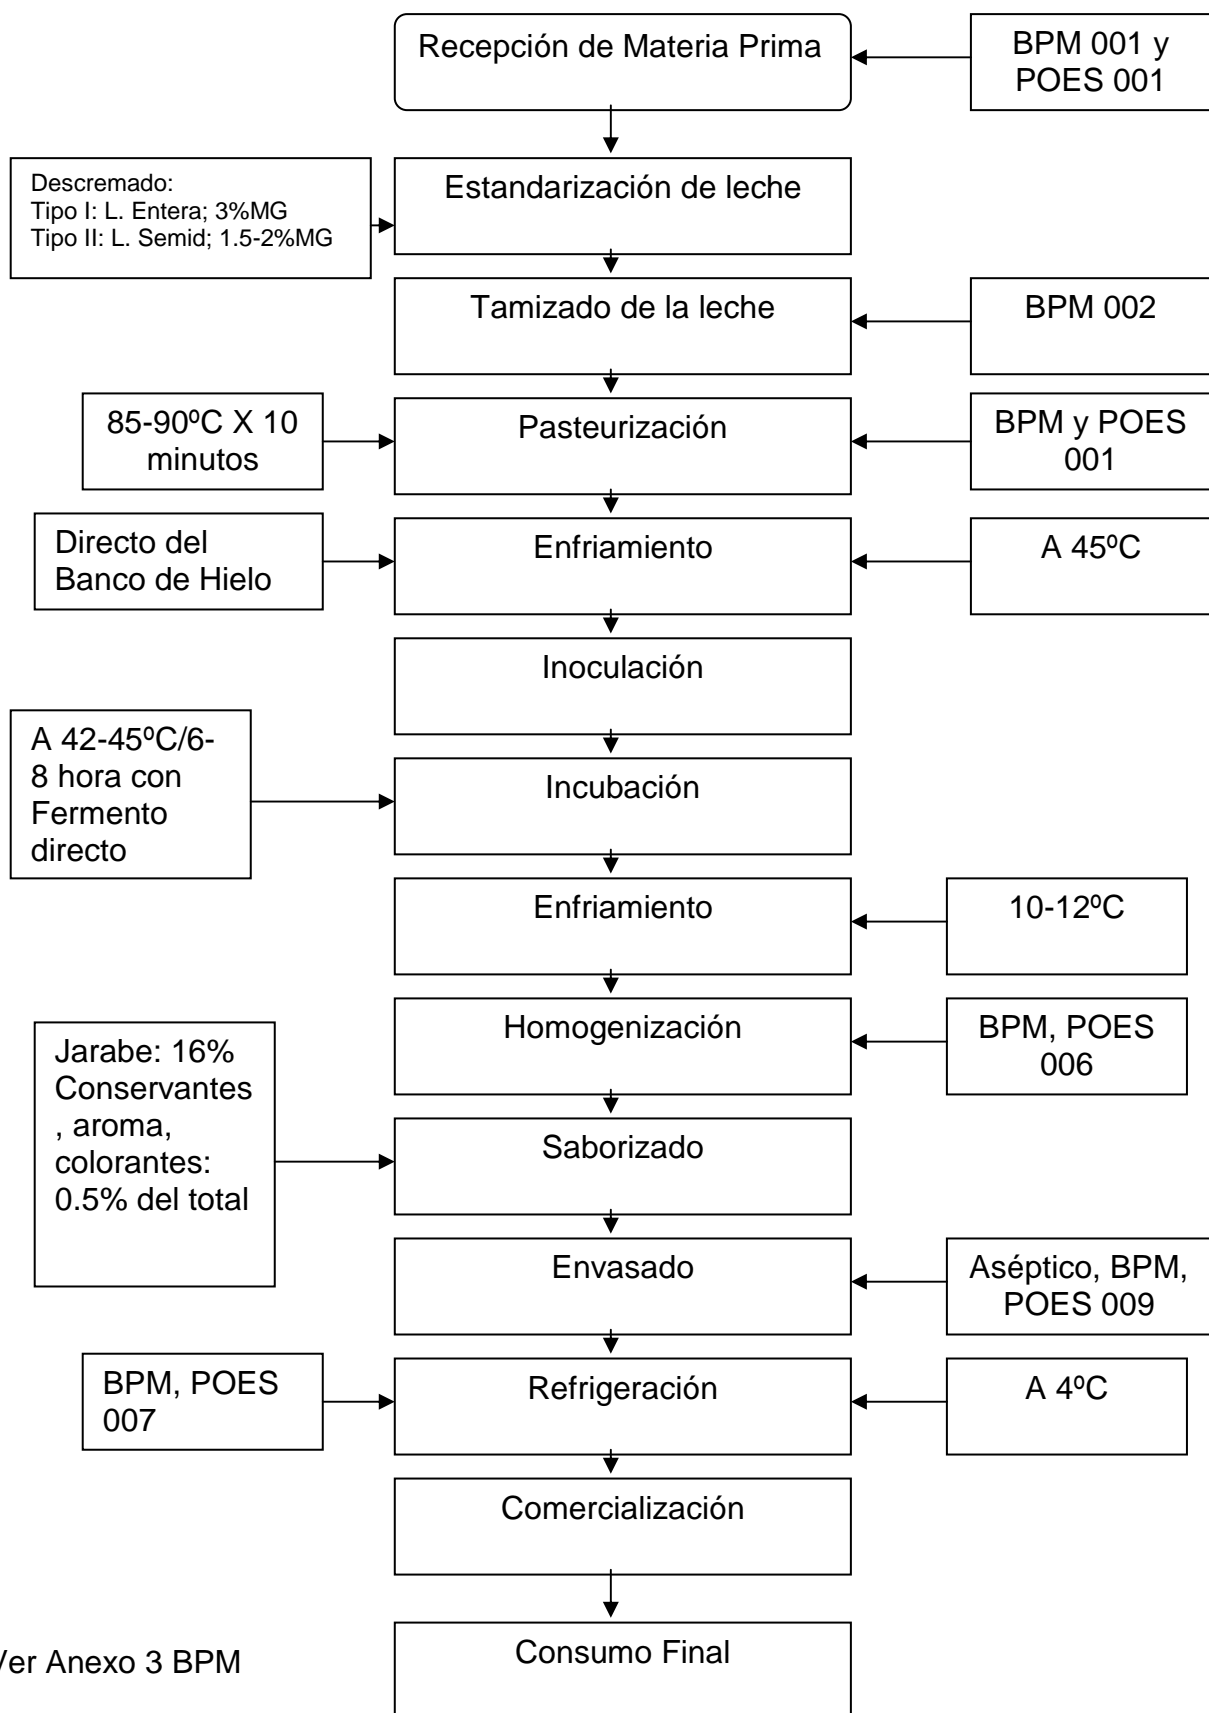 Recepción de Materia Prima
BPM 001 y
POES 001
Descremado:
Tipo I: L. Entera; 3%MG
Tipo II: L. Semid; 1.5-2%MG
Estandarización de leche
Tamizado de la leche
BPM 002
85-90ºC X 10
minutos
Pasteurización
BPM y POES
001
Directo del
Banco de Hielo
Enfriamiento
A 45ºC
Inoculación
A 42-45ºC/6-
8 hora con
Fermento
directo
Incubación
Enfriamiento
10-12ºC
Homogenización
BPM, POES
006
Jarabe: 16%
Conservantes
, aroma,
colorantes:
0.5% del total
Saborizado
Envasado
Aséptico, BPM,
POES 009
BPM, POES
007
Refrigeración
A 4ºC
Comercialización
Consumo Final
Ver Anexo 3 BPM